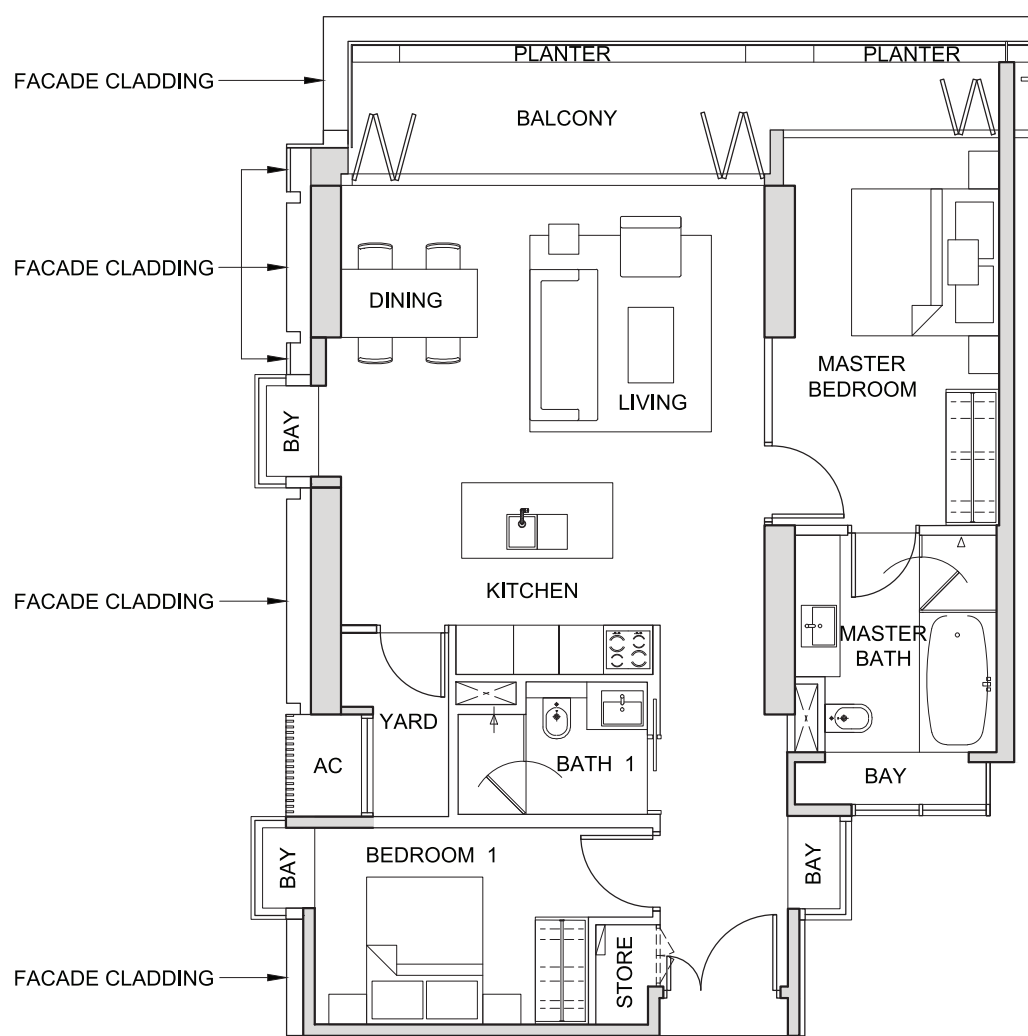 PLANTER
PLANTER
FACADE CLADDING
BALCONY
FACADE CLADDING
DINING
MASTER
BEDROOM
LIVING
BAY
KITCHEN
FACADE CLADDING
MASTER
BATH
YARD
AC
BATH 1
BAY
BEDROOM 1
BAY
BAY
STORE
FACADE CLADDING